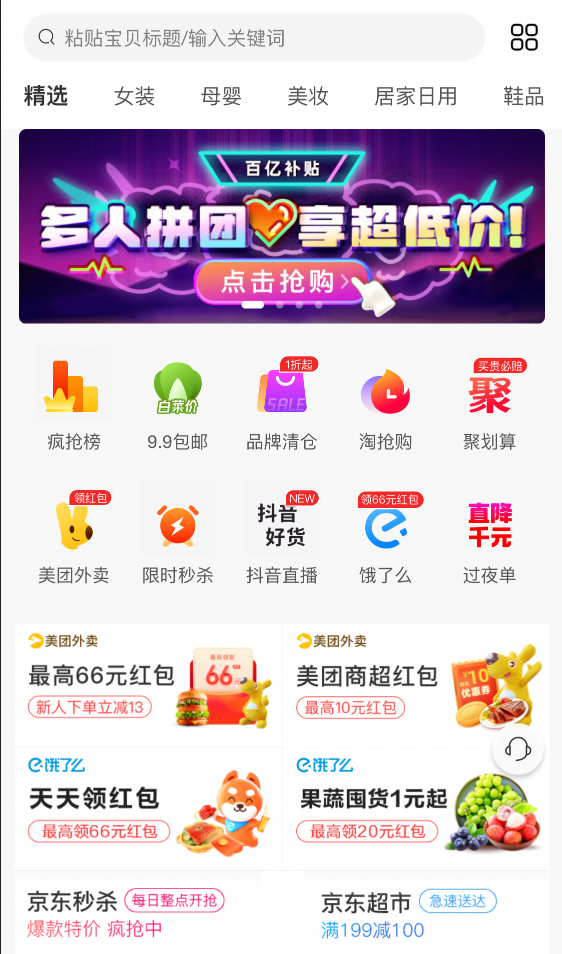 粘贴宝贝标题/输入关键词
精选 女装 母婴 美妆 居家日用 鞋品
百亿补贴
多人拼团 享超低价!
点击抢购
白菜价 1折起 SALE 买贵必赔 聚
疯抢榜 9.9包邮 品牌清仓 淘抢购 聚划算
领红包 抖音好货 NEW 领66元红包 直降千元
美团外卖 限时秒杀 抖音直播 饿了么 过夜单
美团外卖 美团外卖
最高66元红包 美团商超红包
新人下单立减13 最高10元红包
66 ¥10 优惠券
饿了么 饿了么
天天领红包 果蔬囤货1元起
最高领66元红包 最高领20元红包
京东秒杀 每日整点开抢 京东超市 急速送达
爆款特价 疯抢中 满199减100